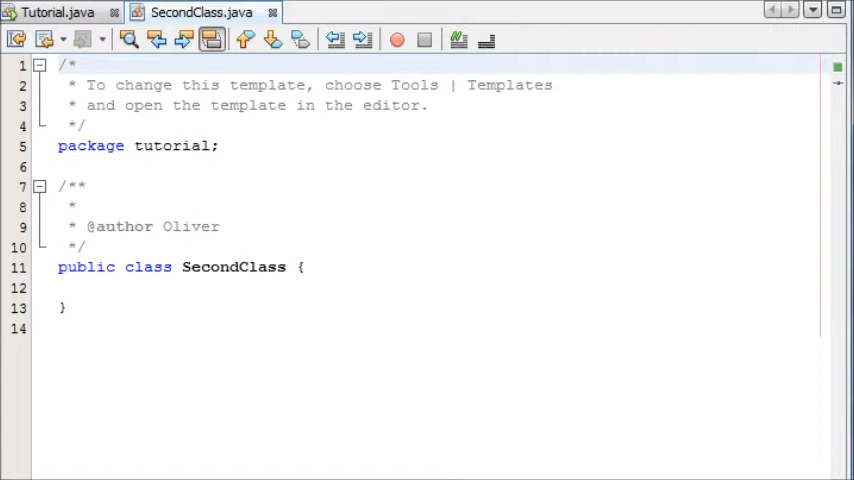 Tutorial.java
SecondClass.java
1 /*
2 * To change this template, choose Tools | Templates
3 * and open the template in the editor.
4 */
5 package tutorial;
6
7 /**
8 *
9 * @author Oliver
10 */
11 public class SecondClass {
12
13 }
14